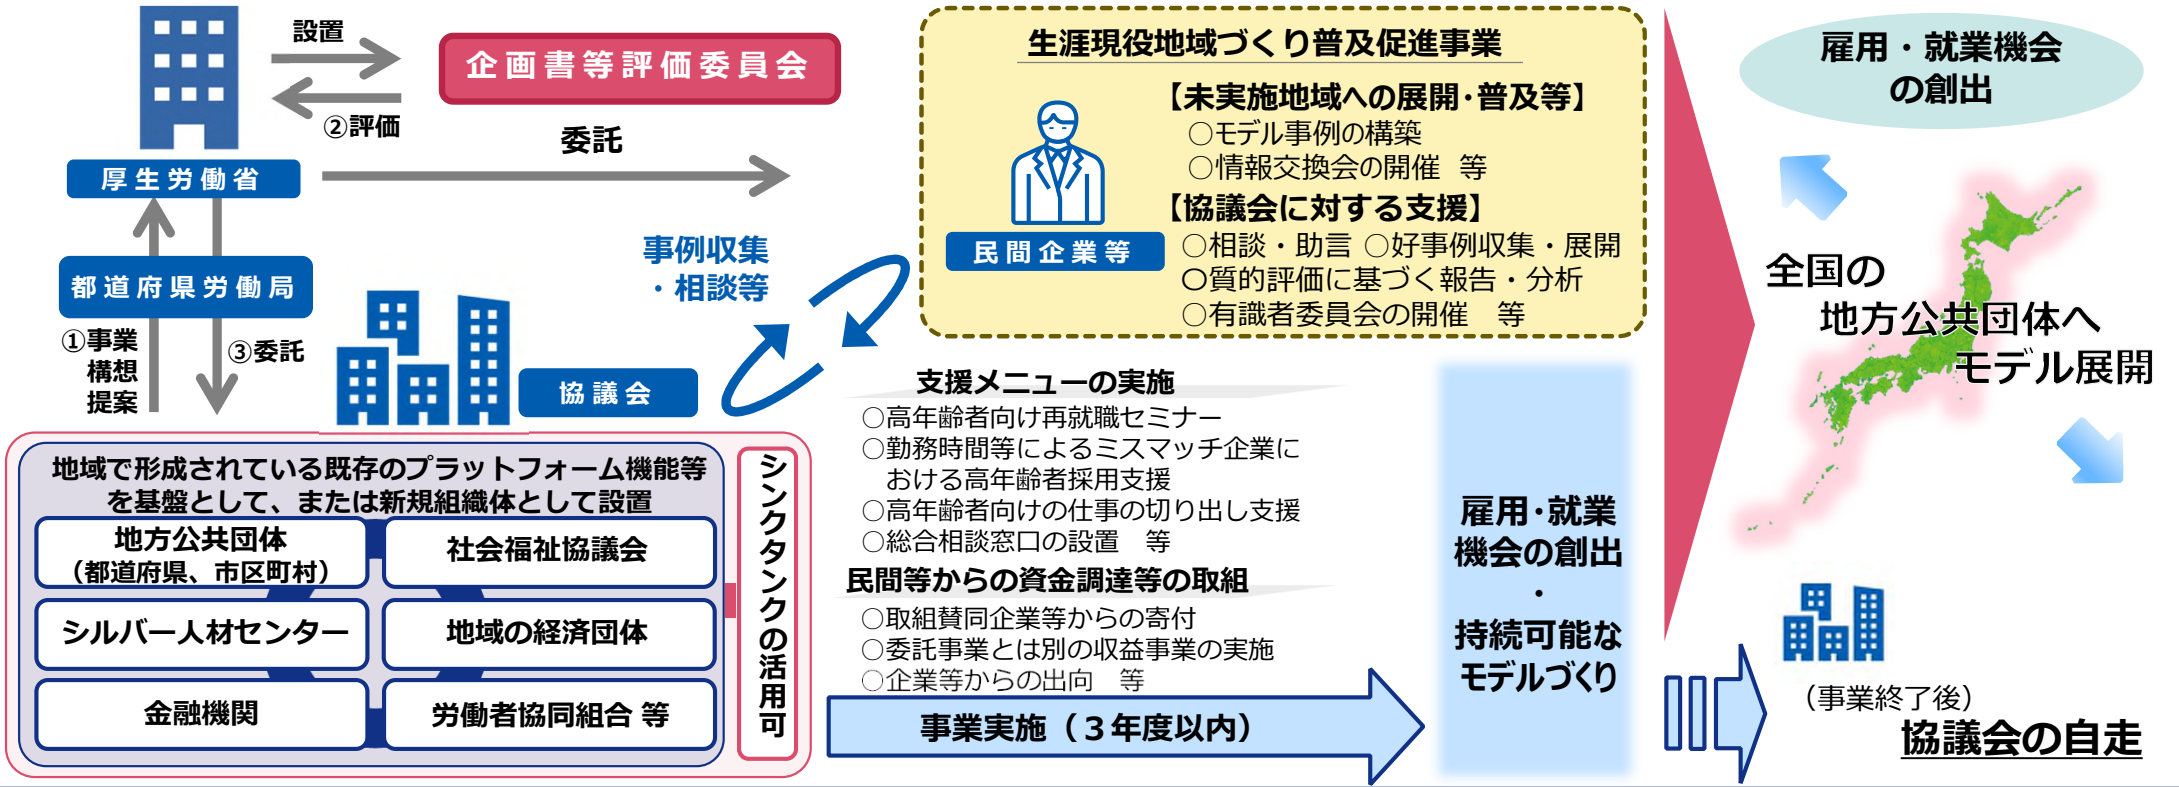 設置
企画書等評価委員会
②評価
委託
厚生労働省
都道府県労働局
①事業
構想
提案
③委託
協議会
事例収集
・相談等
地域で形成されている既存のプラットフォーム機能等
を基盤として、または新規組織体として設置
地方公共団体
（都道府県、市区町村）
社会福祉協議会
シルバー人材センター
地域の経済団体
金融機関
労働者協同組合 等
シンクタンクの活用可
生涯現役地域づくり普及促進事業
民間企業等
【未実施地域への展開・普及等】
○モデル事例の構築
○情報交換会の開催 等
【協議会に対する支援】
○相談・助言 ○好事例収集・展開
○質的評価に基づく報告・分析
○有識者委員会の開催 等
支援メニューの実施
○高年齢者向け再就職セミナー
○勤務時間等によるミスマッチ企業に
おける高年齢者採用支援
○高年齢者向けの仕事の切り出し支援
○総合相談窓口の設置 等
民間等からの資金調達等の取組
○取組賛同企業等からの寄付
○委託事業とは別の収益事業の実施
○企業等からの出向 等
事業実施（３年度以内）
雇用・就業
機会の創出
・
持続可能な
モデルづくり
雇用・就業機会
の創出
全国の
地方公共団体へ
モデル展開
（事業終了後）
協議会の自走